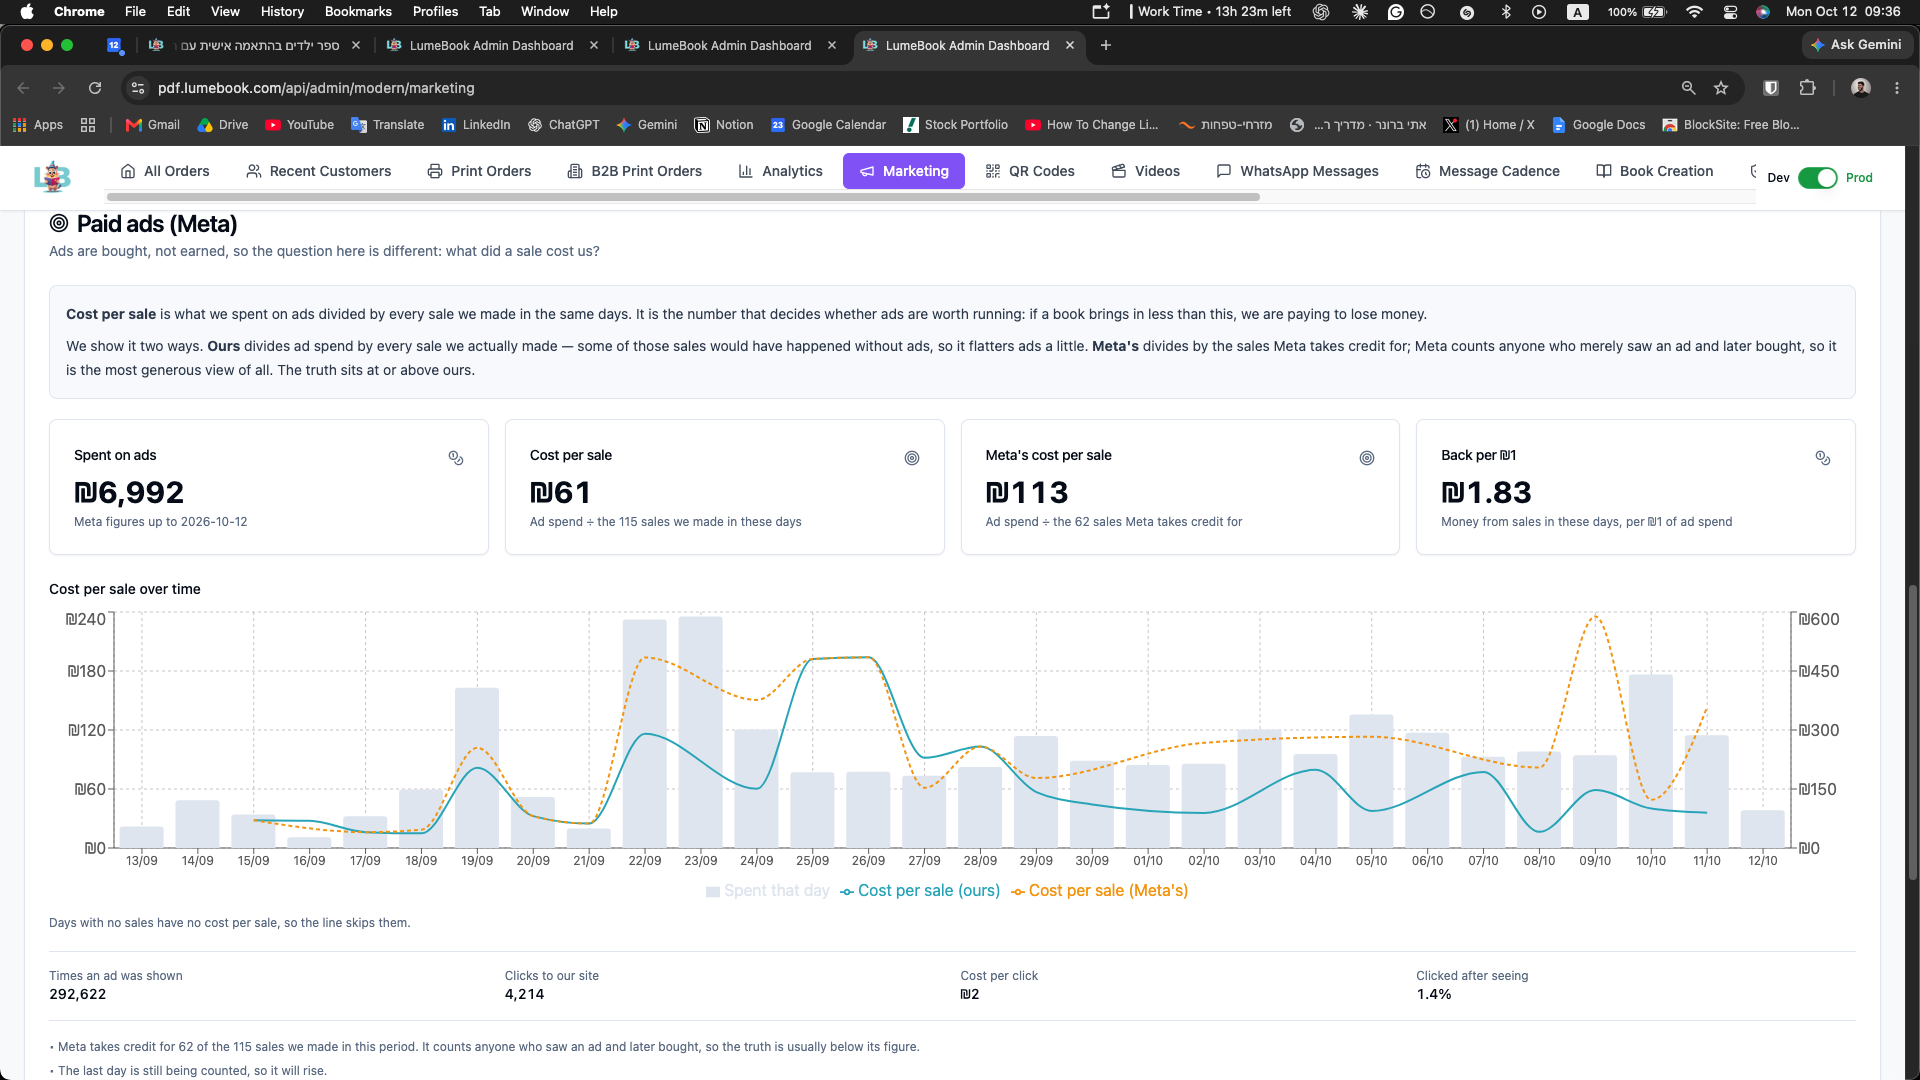 Chrome File Edit View History Bookmarks Profiles Tab Window Help Work Time • 13h 23m left A 100% Mon Oct 12 09:36
12 ספר ילדים בהתאמה אישית עם LumeBook Admin Dashboard LumeBook Admin Dashboard LumeBook Admin Dashboard Ask Gemini
pdf.lumebook.com/api/admin/modern/marketing
Apps Gmail Drive YouTube Translate LinkedIn ChatGPT Gemini Notion 23 Google Calendar Stock Portfolio How To Change Li... מזרחי-טפחות אתי ברונר · מדריך ר... (1) Home / X Google Docs BlockSite: Free Blo...
LB All Orders Recent Customers Print Orders B2B Print Orders Analytics Marketing QR Codes Videos WhatsApp Messages Message Cadence Book Creation Dev Prod
Paid ads (Meta)
Ads are bought, not earned, so the question here is different: what did a sale cost us?
Cost per sale is what we spent on ads divided by every sale we made in the same days. It is the number that decides whether ads are worth running: if a book brings in less than this, we are paying to lose money.
We show it two ways. Ours divides ad spend by every sale we actually made — some of those sales would have happened without ads, so it flatters ads a little. Meta's divides by the sales Meta takes credit for; Meta counts anyone who merely saw an ad and later bought, so it
is the most generous view of all. The truth sits at or above ours.
Spent on ads
₪6,992
Meta figures up to 2026-10-12
Cost per sale
₪61
Ad spend ÷ the 115 sales we made in these days
Meta's cost per sale
₪113
Ad spend ÷ the 62 sales Meta takes credit for
Back per ₪1
₪1.83
Money from sales in these days, per ₪1 of ad spend
Cost per sale over time
₪240 ₪600
₪180 ₪450
₪120 ₪300
₪60 ₪150
₪0 ₪0
13/09 14/09 15/09 16/09 17/09 18/09 19/09 20/09 21/09 22/09 23/09 24/09 25/09 26/09 27/09 28/09 29/09 30/09 01/10 02/10 03/10 04/10 05/10 06/10 07/10 08/10 09/10 10/10 11/10 12/10
Spent that day Cost per sale (ours) Cost per sale (Meta's)
Days with no sales have no cost per sale, so the line skips them.
Times an ad was shown
292,622
Clicks to our site
4,214
Cost per click
₪2
Clicked after seeing
1.4%
• Meta takes credit for 62 of the 115 sales we made in this period. It counts anyone who saw an ad and later bought, so the truth is usually below its figure.
• The last day is still being counted, so it will rise.